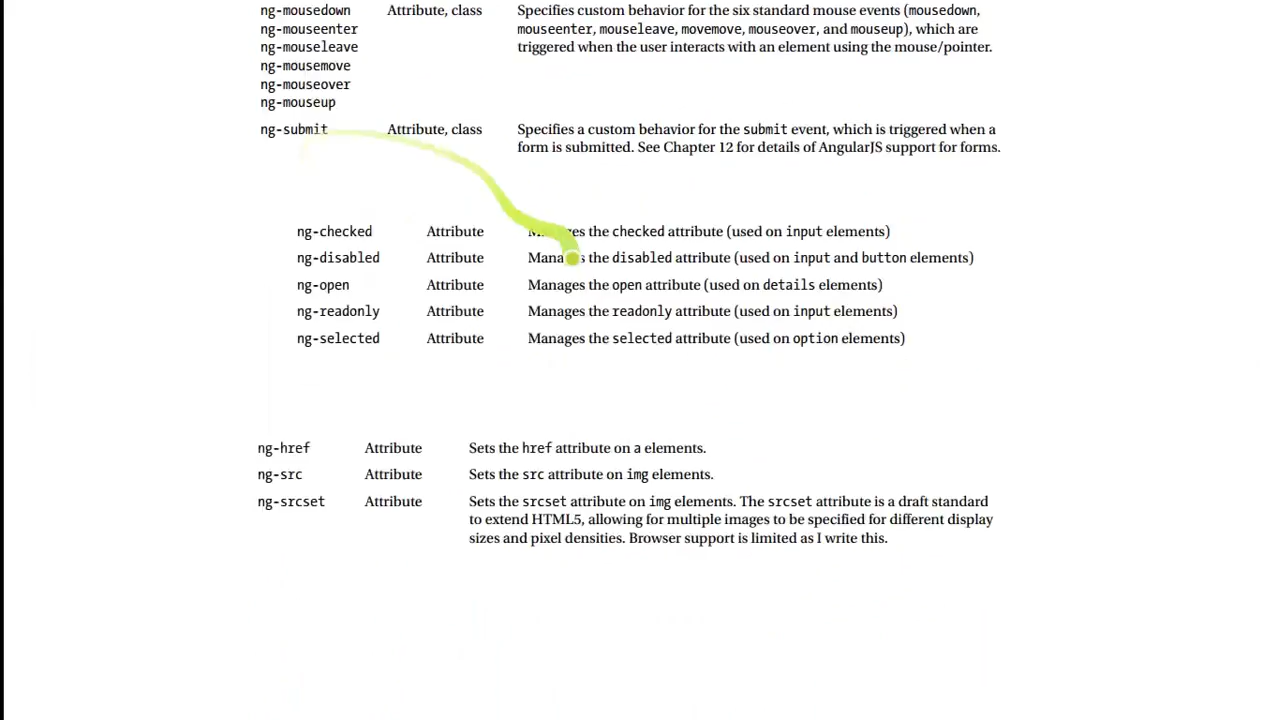 ng-mousedown Attribute, class Specifies custom behavior for the six standard mouse events (mousedown,
ng-mouseenter mouseenter, mouseleave, movemove, mouseover, and mouseup), which are
ng-mouseleave triggered when the user interacts with an element using the mouse/pointer.
ng-mousemove
ng-mouseover
ng-mouseup
ng-submit Attribute, class Specifies a custom behavior for the submit event, which is triggered when a
form is submitted. See Chapter 12 for details of AngularJS support for forms.
ng-checked Attribute the checked attribute (used on input elements)
ng-disabled Attribute the disabled attribute (used on input and button elements)
ng-open Attribute Manages the open attribute (used on details elements)
ng-readonly Attribute Manages the readonly attribute (used on input elements)
ng-selected Attribute Manages the selected attribute (used on option elements)
ng-href Attribute Sets the href attribute on a elements.
ng-src Attribute Sets the src attribute on img elements.
ng-srcset Attribute Sets the srcset attribute on img elements. The srcset attribute is a draft standard
to extend HTML5, allowing for multiple images to be specified for different display
sizes and pixel densities. Browser support is limited as I write this.